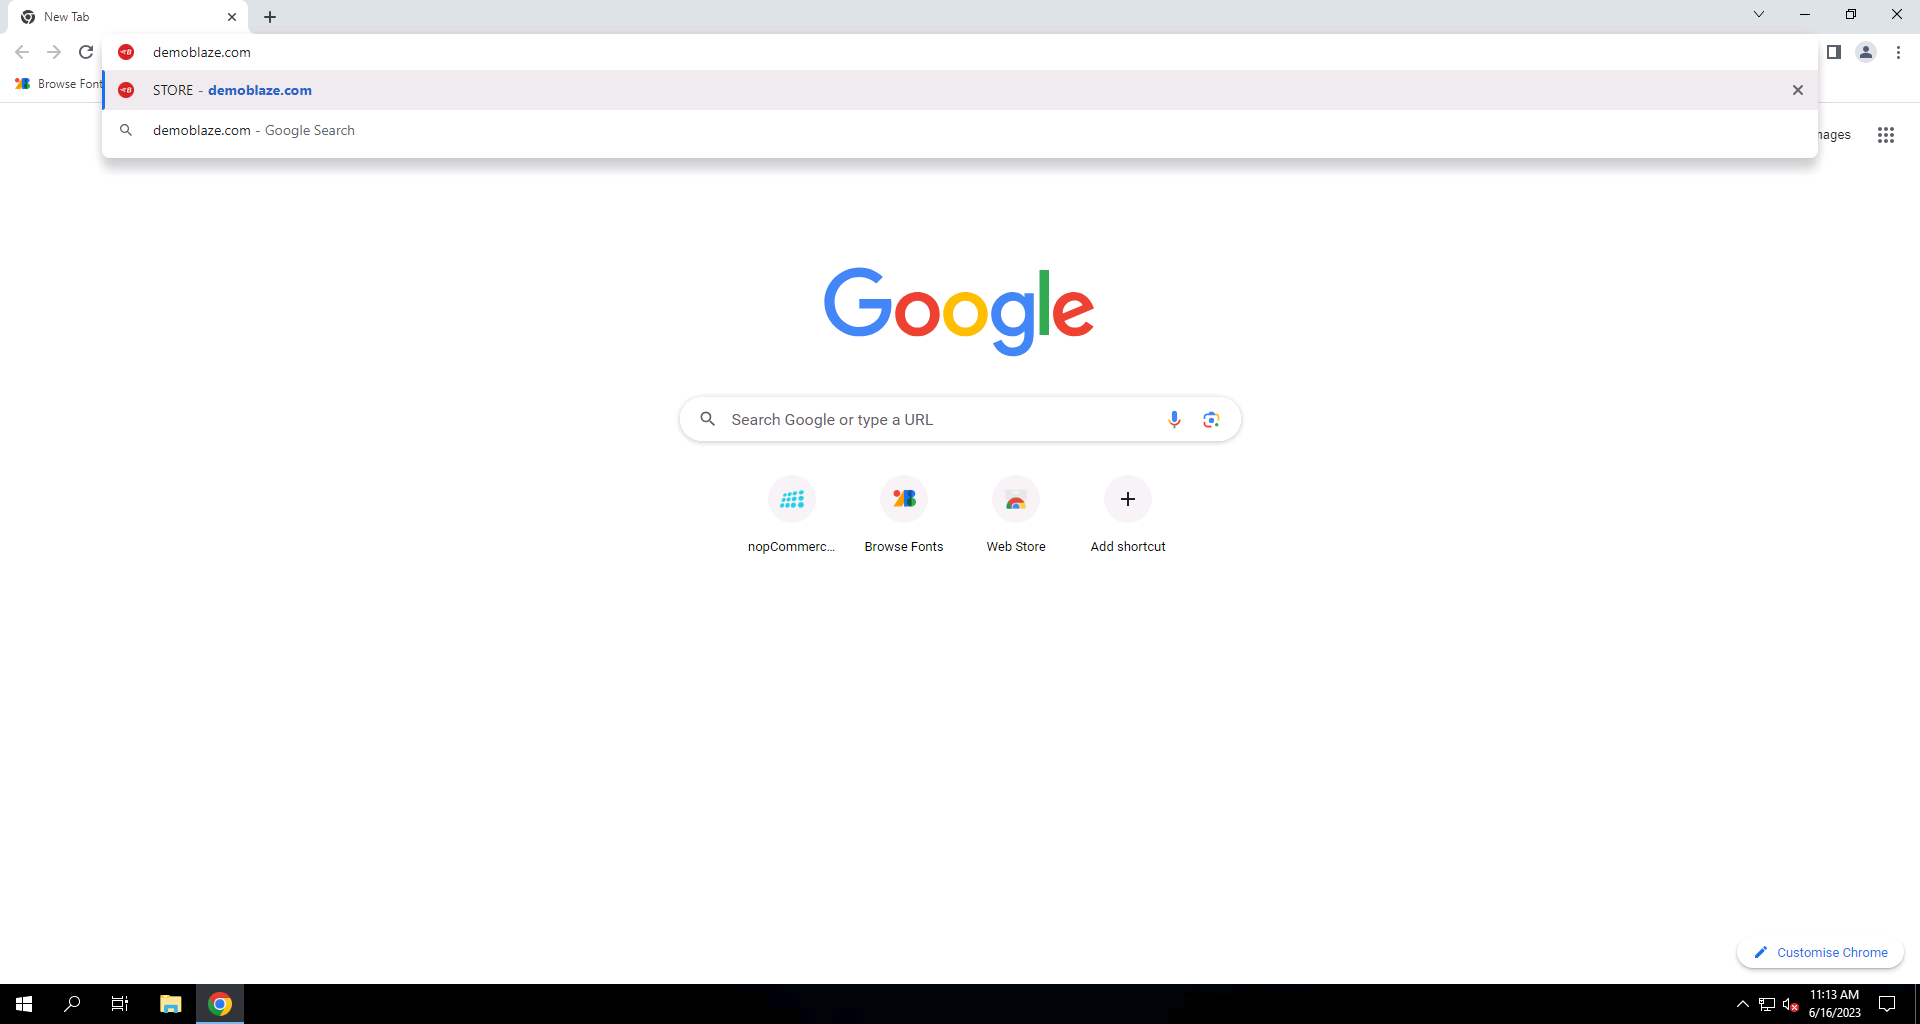 New Tab
demoblaze.com
Browse Font
STORE - demoblaze.com
demoblaze.com - Google Search
mages
Google
Search Google or type a URL
nopCommerc...
Browse Fonts
Web Store
Add shortcut
Customise Chrome
11:13 AM
6/16/2023